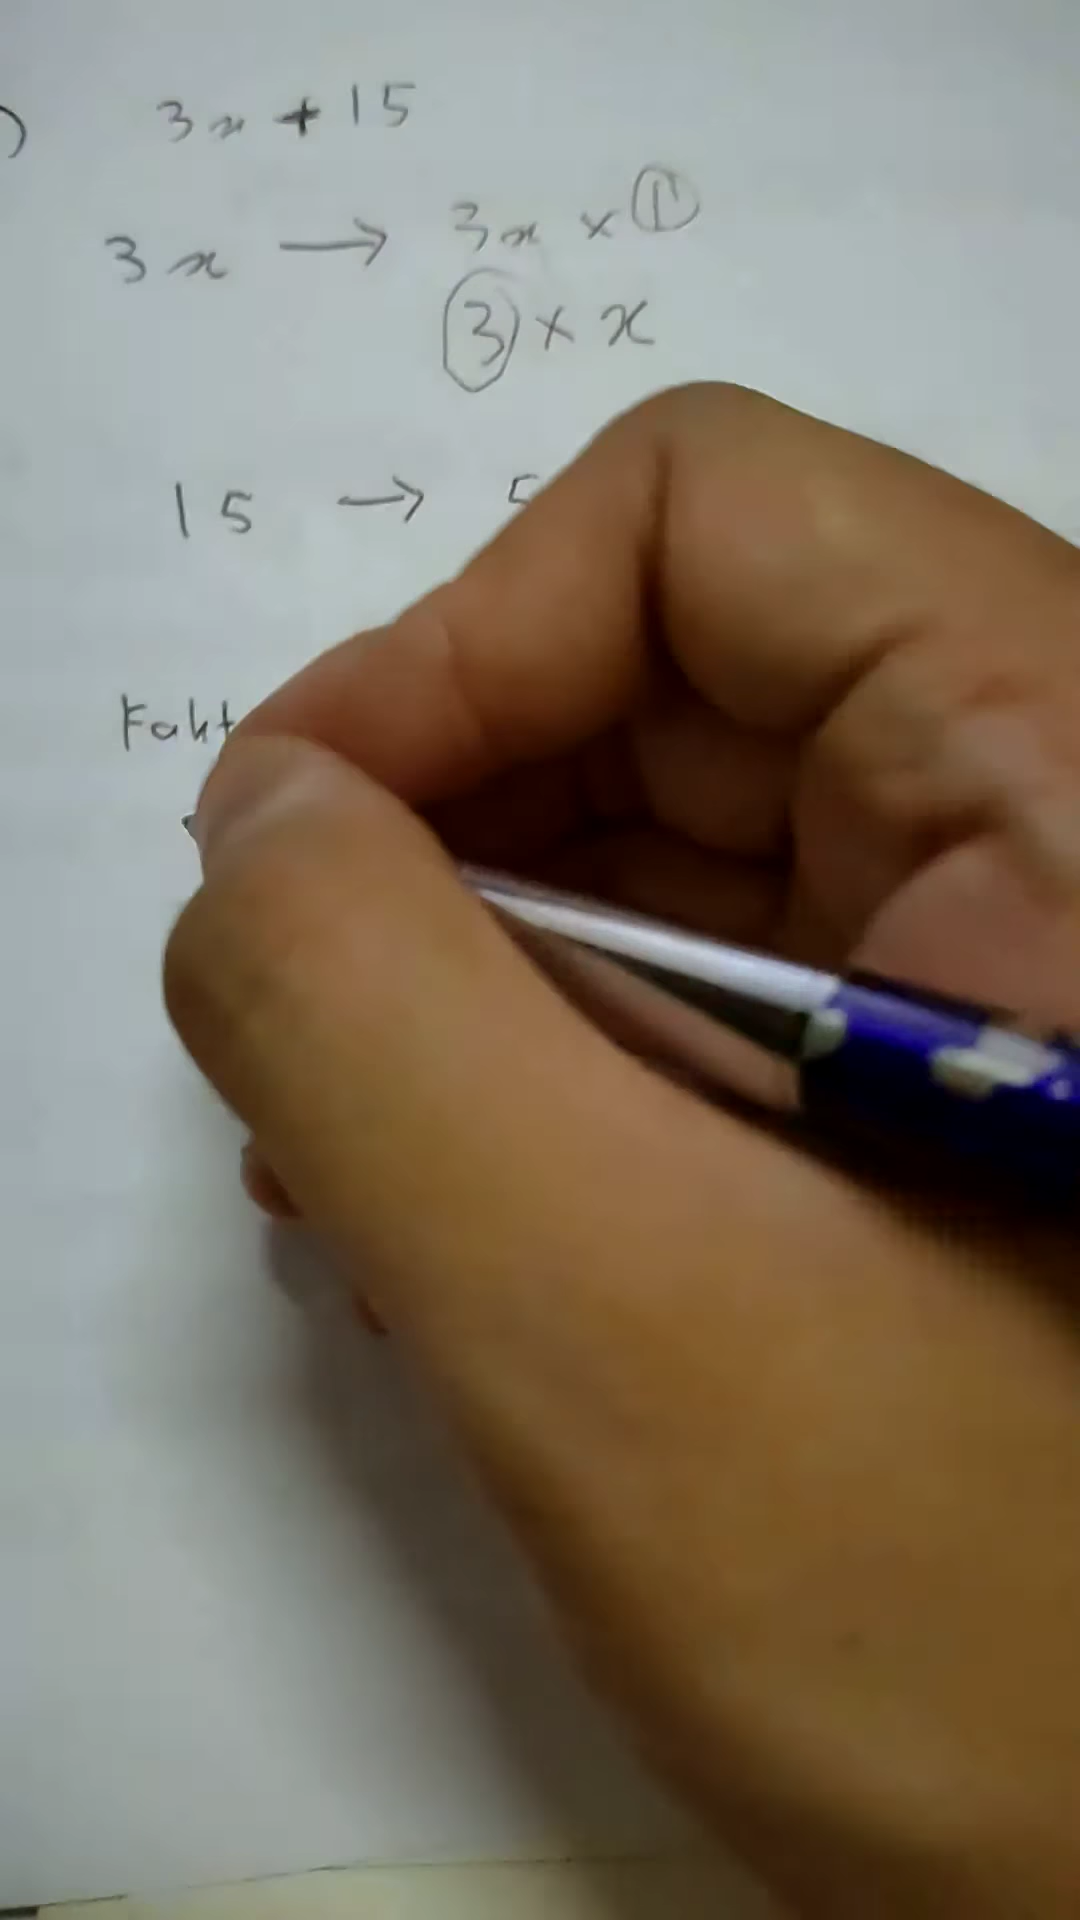 ) 3x + 15
3x → 3x × 1
3 × x
15 → 5
Fakt